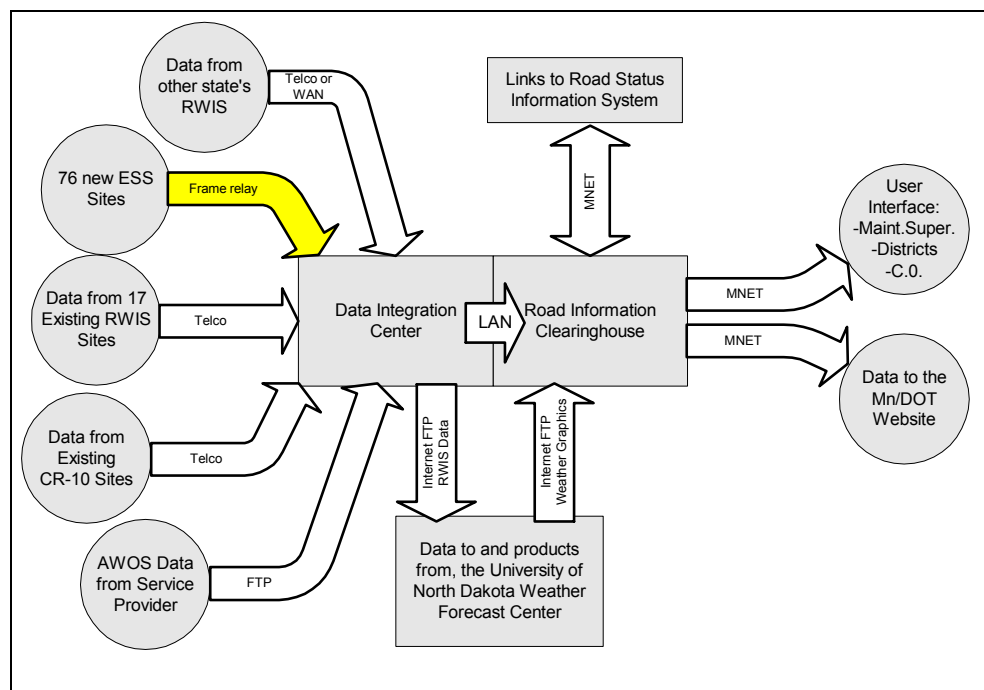 Data from
other state's
RWIS
Telco or
WAN
Links to Road Status
Information System
76 new ESS
Sites
Frame relay
MNET
User
Interface:
-Maint.Super.
-Districts
-C.0.
Data from 17
Existing RWIS
Sites
Telco
Data Integration
Center
LAN
Road Information
Clearinghouse
MNET
MNET
Data to the
Mn/DOT
Website
Data from
Existing
CR-10 Sites
Telco
Internet FTP
RWIS Data
Internet FTP
Weather Graphics
AWOS Data
from Service
Provider
FTP
Data to and products
from, the University of
North Dakota Weather
Forecast Center